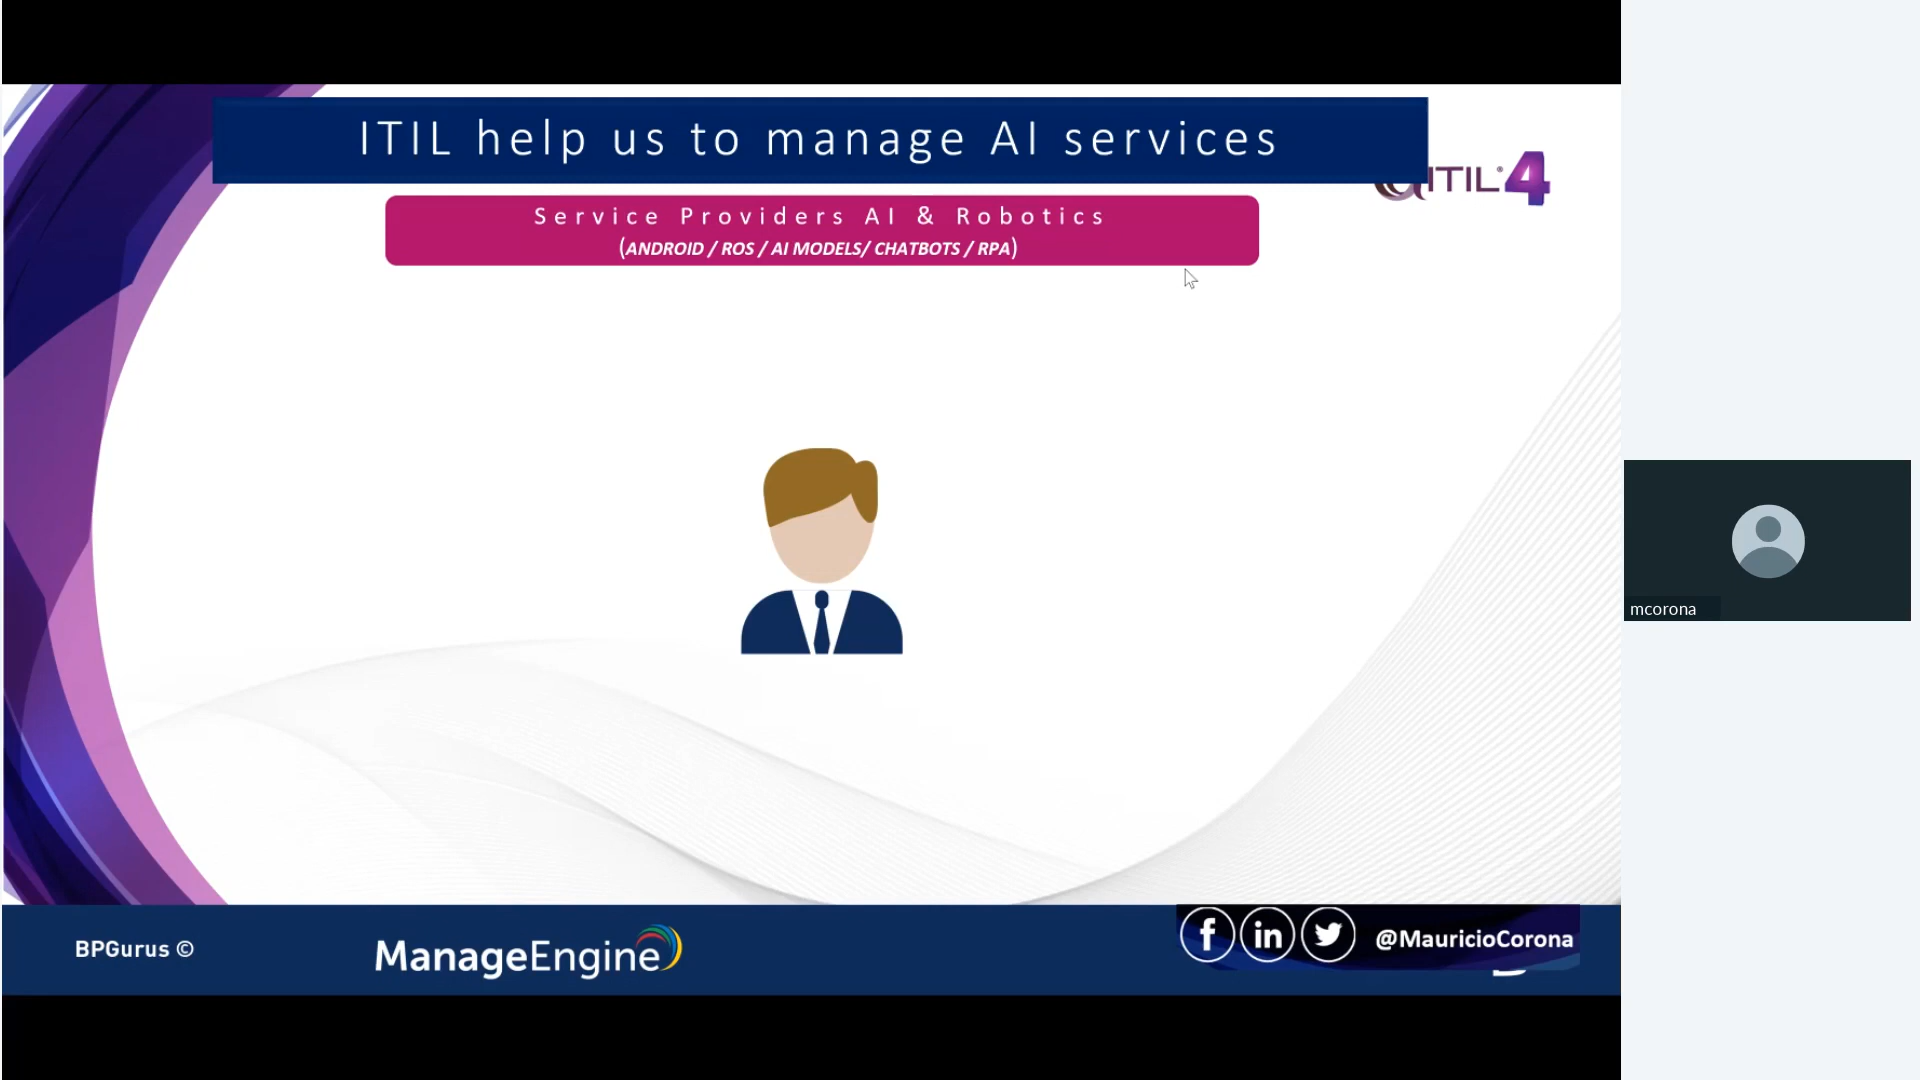 ITIL help us to manage AI services
ITIL® 4
Service Providers AI & Robotics
(ANDROID / ROS / AI MODELS/ CHATBOTS / RPA)
mcorona
BPGurus ©
ManageEngine
@MauricioCorona